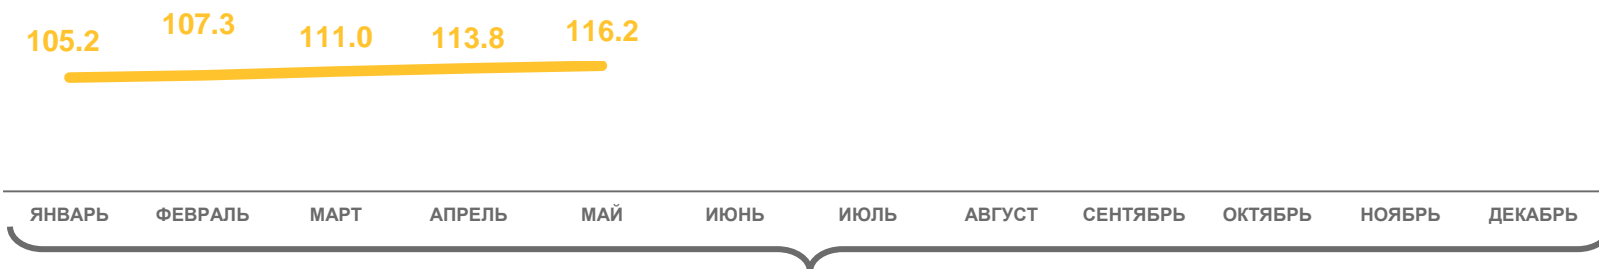 105.2 107.3 111.0 113.8 116.2
ЯНВАРЬ ФЕВРАЛЬ МАРТ АПРЕЛЬ МАЙ ИЮНЬ ИЮЛЬ АВГУСТ СЕНТЯБРЬ ОКТЯБРЬ НОЯБРЬ ДЕКАБРЬ